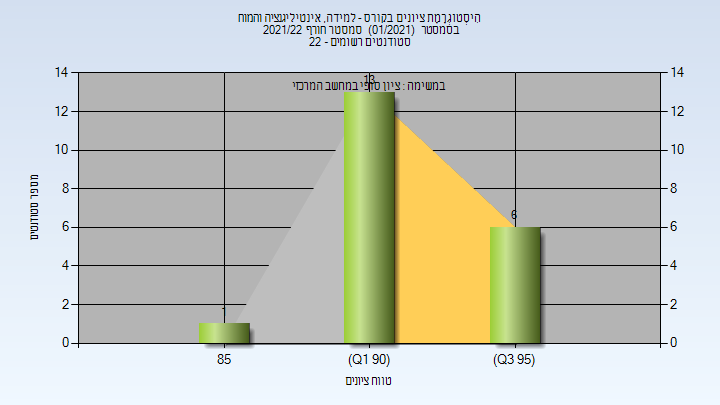 היסטוגרמת ציונים בקורס - למידה, אינטיליגנציה והמוח
בסמסטר (01/2021) סמסטר חורף 2021/22
סטודנטים רשומים - 22
במשימה : ציון סופי במחשב המרכזי
14
12
10
8
6
4
2
0
14
12
10
8
6
4
2
0
1
13
6
מספר סטודנטים
85
(Q1 90)
(Q3 95)
טווח ציונים